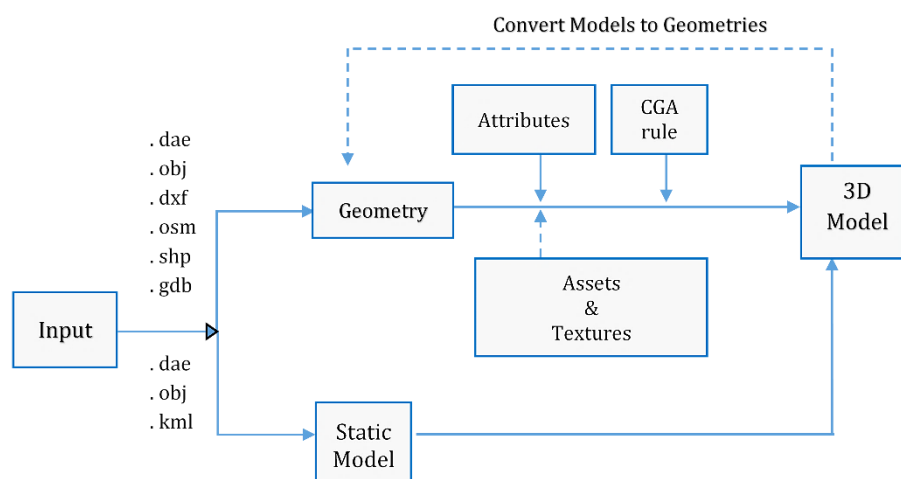 Convert Models to Geometries
Attributes
CGA
rule
. dae
. obj
. dxf
. osm
. shp
. gdb
Geometry
3D
Model
Assets
&
Textures
Input
. dae
. obj
. kml
Static
Model